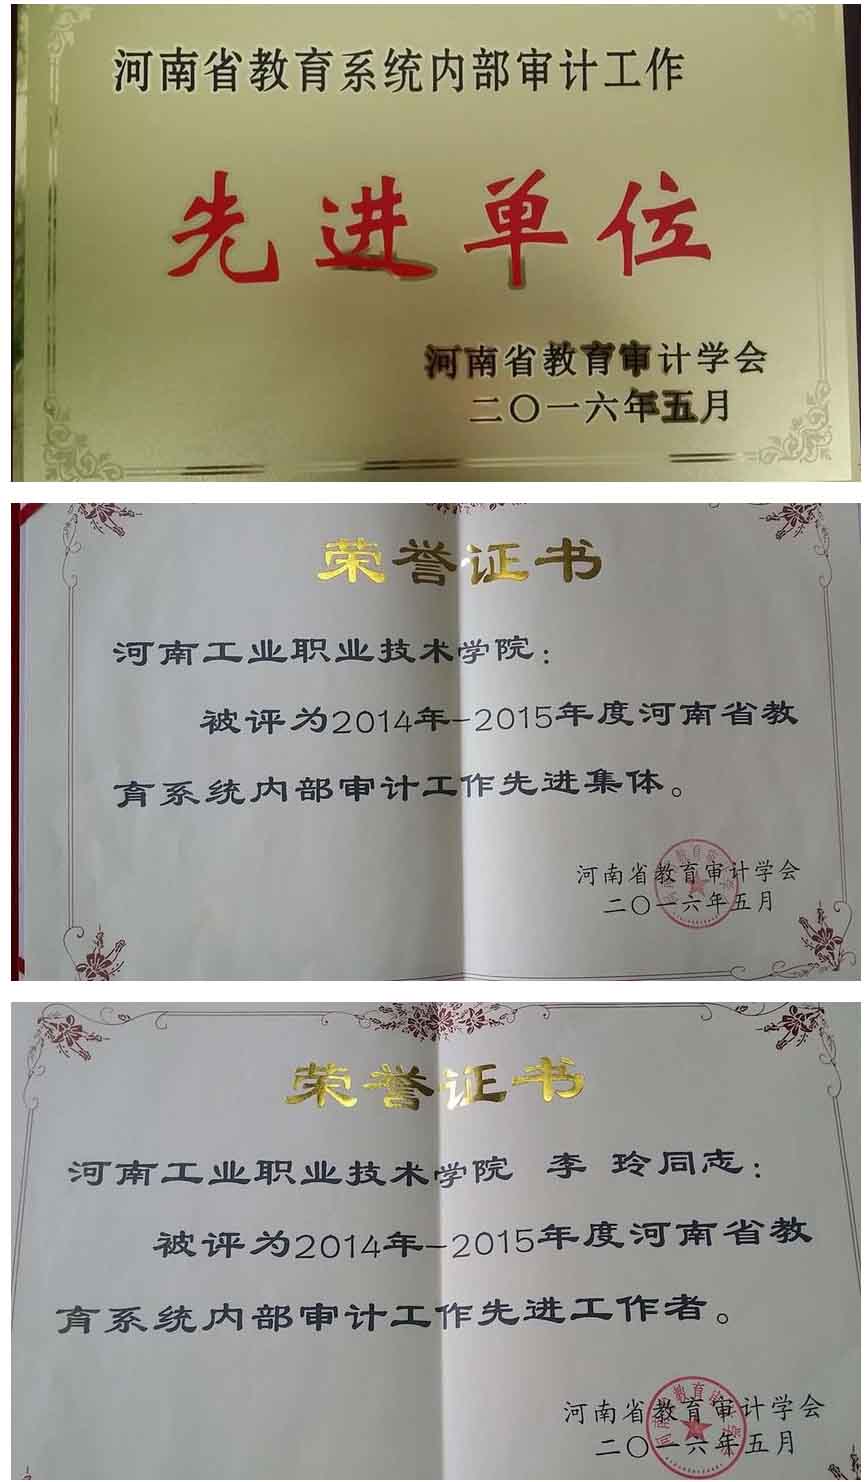 河南省教育系统内部审计工作
先进单位
河南省教育审计学会
二〇一六年五月
荣誉证书
河南工业职业技术学院：
被评为2014年-2015年度河南省教
育系统内部审计工作先进集体。
河南省教育审计学会
二〇一六年五月
荣誉证书
河南工业职业技术学院 李 玲同志：
被评为2014年-2015年度河南省教
育系统内部审计工作先进工作者。
河南省教育审计学会
二〇一六年五月